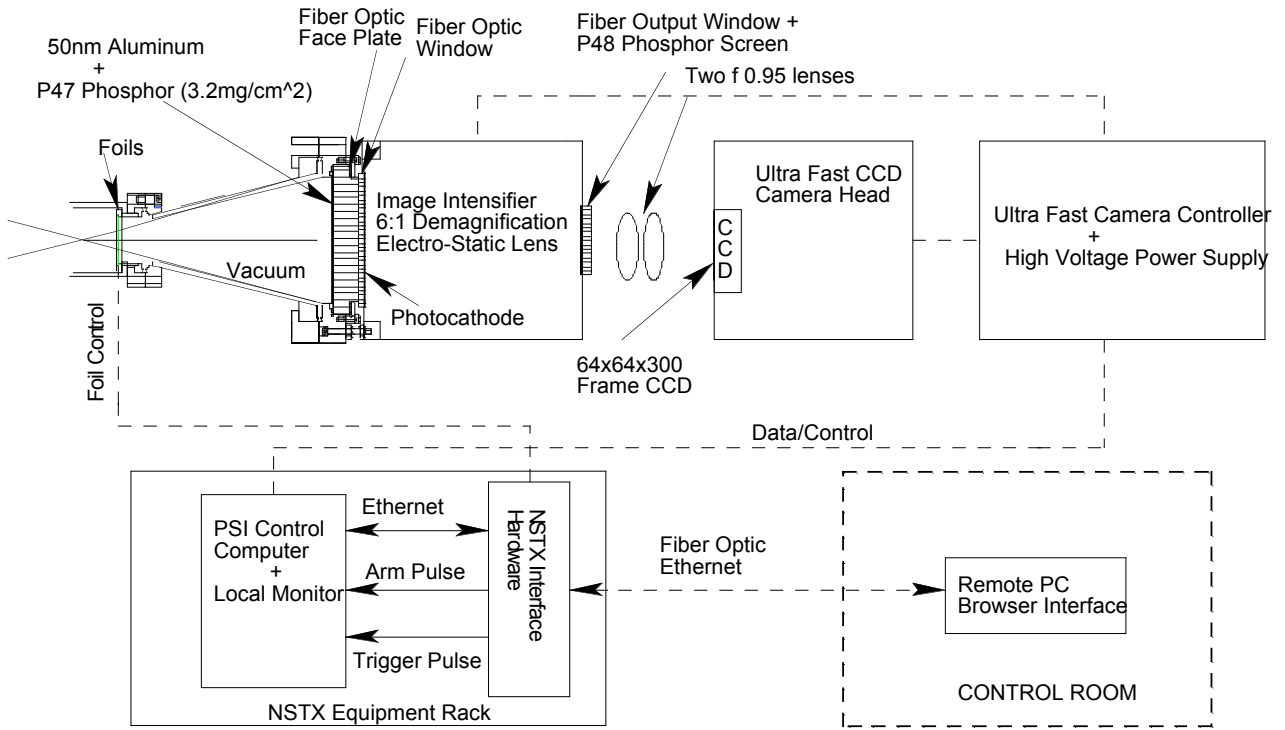 Fiber Optic
Face Plate
Fiber Optic
Window
Fiber Output Window +
P48 Phosphor Screen
50nm Aluminum
+
P47 Phosphor (3.2mg/cm^2)
Two f 0.95 lenses
Foils
Vacuum
Image Intensifier
6:1 Demagnification
Electro-Static Lens
Photocathode
CCD
Ultra Fast CCD
Camera Head
64x64x300
Frame CCD
Ultra Fast Camera Controller
+
High Voltage Power Supply
Foil Control
Data/Control
PSI Control
Computer
+
Local Monitor
Ethernet
Arm Pulse
Trigger Pulse
NSTX Interface
Hardware
NSTX Equipment Rack
Fiber Optic
Ethernet
Remote PC
Browser Interface
CONTROL ROOM